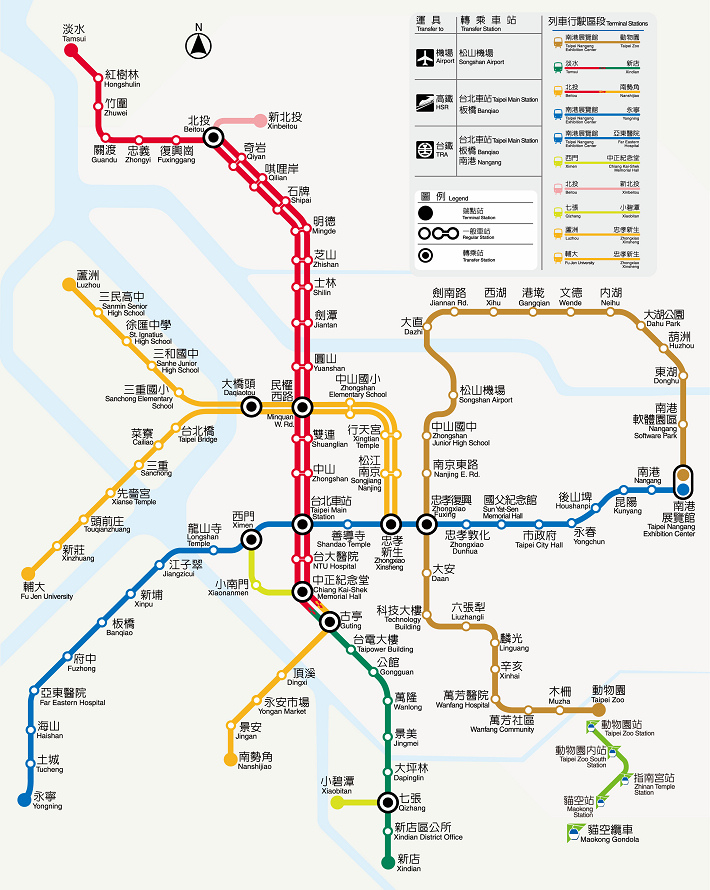 淡水
Tamsui
紅樹林
Hongshulin
竹圍
Zhuwei
關渡
Guandu
忠義
Zhongyi
復興崗
Fuxinggang
北投
Beitou
新北投
Xinbeitou
奇岩
Qiyan
唭哩岸
Qilian
石牌
Shipai
明德
Mingde
芝山
Zhishan
士林
Shilin
劍潭
Jiantan
圓山
Yuanshan
民權
西路
Minquan
W. Rd.
雙連
Shuanglian
中山
Zhongshan
台北車站
Taipei Main
Station
台大醫院
NTU Hospital
中正紀念堂
Chiang Kai-Shek
Memorial Hall
古亭
Guting
台電大樓
Taipower Building
公館
Gongguan
萬隆
Wanlong
景美
Jingmei
大坪林
Dapinglin
七張
Qizhang
小碧潭
Xiaobitan
新店區公所
Xindian District Office
新店
Xindian
N
運具
Transfer to
轉乘車站
Transfer Station
機場
Airport
松山機場
Songshan Airport
高鐵
HSR
台北車站Taipei Main Station
板橋 Banqiao
台鐵
TRA
台北車站Taipei Main Station
板橋 Banqiao
南港 Nangang
圖例 Legend
端點站
Terminal Station
一般車站
Regular Station
轉乘站
Transfer Station
列車行駛區段Terminal Stations
南港展覽館
Taipei Nangang
Exhibition Center
動物園
Taipei Zoo
淡水
Tamsui
新店
Xindian
北投
Beitou
南勢角
Nanshijiao
南港展覽館
Taipei Nangang
Exhibition Center
永寧
Yongning
南港展覽館
Taipei Nangang
Exhibition Center
亞東醫院
Far Eastern
Hospital
西門
Ximen
中正紀念堂
Chiang Kai-Shek
Memorial Hall
北投
Beitou
新北投
Xinbeitou
七張
Qizhang
小碧潭
Xiaobitan
蘆洲
Luzhou
忠孝新生
Zhongxiao
Xinsheng
輔大
Fu Jen University
忠孝新生
Zhongxiao
Xinsheng
蘆洲
Luzhou
三民高中
Sanmin Senior
High School
徐匯中學
St. Ignatius
High School
三和國中
Sanhe Junior
High School
三重國小
Sanchong Elementary
School
大橋頭
Daqiaotou
台北橋
Taipei Bridge
菜寮
Cailiao
三重
Sanchong
先嗇宮
Xianse Temple
頭前庄
Touqianzhuang
新莊
Xinzhuang
輔大
Fu Jen University
中山國小
Zhongshan
Elementary School
行天宮
Xingtian
Temple
松江
南京
Songjiang
Nanjing
忠孝
新生
Zhongxiao
Xinsheng
善導寺
Shandao Temple
西門
Ximen
小南門
Xiaonanmen
龍山寺
Longshan
Temple
江子翠
Jiangzicui
新埔
Xinpu
板橋
Banqiao
府中
Fuzhong
亞東醫院
Far Eastern Hospital
海山
Haishan
土城
Tucheng
永寧
Yongning
頂溪
Dingxi
永安市場
Yongan Market
景安
Jingan
南勢角
Nanshijiao
劍南路
Jiannan Rd.
西湖
Xihu
港墘
Gangqian
文德
Wende
內湖
Neihu
大湖公園
Dahu Park
葫洲
Huzhou
東湖
Donghu
南港
軟體園區
Nangang
Software Park
南港
展覽館
Taipei Nangang
Exhibition Center
大直
Dazhi
松山機場
Songshan Airport
中山國中
Zhongshan
Junior High School
南京東路
Nanjing E. Rd.
忠孝復興
Zhongxiao
Fuxing
忠孝敦化
Zhongxiao
Dunhua
國父紀念館
Sun Yat-Sen
Memorial Hall
市政府
Taipei City Hall
永春
Yongchun
後山埤
Houshanpi
昆陽
Kunyang
南港
Nangang
大安
Daan
科技大樓
Technology
Building
六張犁
Liuzhangli
麟光
Linguang
辛亥
Xinhai
萬芳醫院
Wanfang Hospital
萬芳社區
Wanfang Community
木柵
Muzha
動物園
Taipei Zoo
動物園站
Taipei Zoo Station
動物園內站
Taipei Zoo South
Station
指南宮站
Zhinan Temple
Station
貓空站
Maokong
Station
貓空纜車
Maokong Gondola